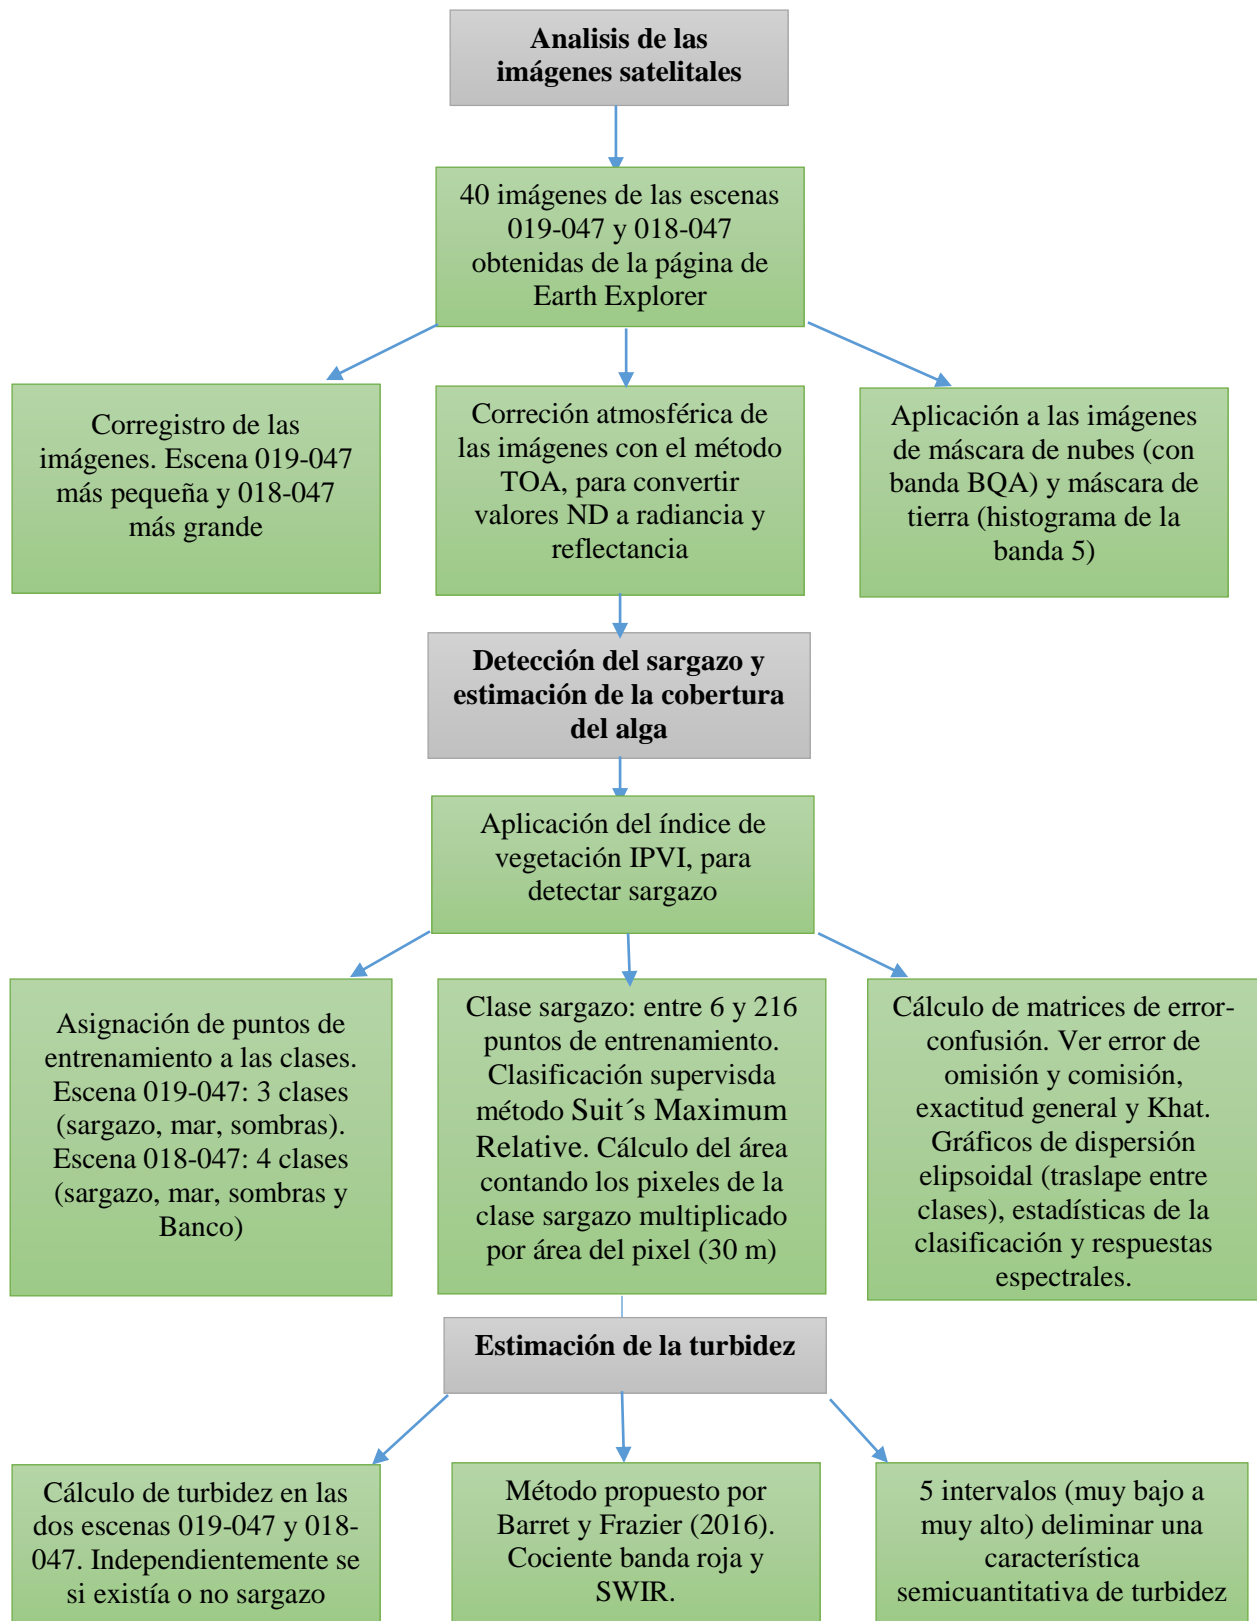 Analisis de las
imágenes satelitales
40 imágenes de las escenas
019-047 y 018-047
obtenidas de la página de
Earth Explorer
Corregistro de las
imágenes. Escena 019-047
más pequeña y 018-047
más grande
Correción atmosférica de
las imágenes con el método
TOA, para convertir
valores ND a radiancia y
reflectancia
Aplicación a las imágenes
de máscara de nubes (con
banda BQA) y máscara de
tierra (histograma de la
banda 5)
Detección del sargazo y
estimación de la cobertura
del alga
Aplicación del índice de
vegetación IPVI, para
detectar sargazo
Asignación de puntos de
entrenamiento a las clases.
Escena 019-047: 3 clases
(sargazo, mar, sombras).
Escena 018-047: 4 clases
(sargazo, mar, sombras y
Banco)
Clase sargazo: entre 6 y 216
puntos de entrenamiento.
Clasificación supervisda
método Suit´s Maximum
Relative. Cálculo del área
contando los pixeles de la
clase sargazo multiplicado
por área del pixel (30 m)
Cálculo de matrices de error-
confusión. Ver error de
omisión y comisión,
exactitud general y Khat.
Gráficos de dispersión
elipsoidal (traslape entre
clases), estadísticas de la
clasificación y respuestas
espectrales.
Estimación de la turbidez
Cálculo de turbidez en las
dos escenas 019-047 y 018-
047. Independientemente se
si existía o no sargazo
Método propuesto por
Barret y Frazier (2016).
Cociente banda roja y
SWIR.
5 intervalos (muy bajo a
muy alto) deliminar una
característica
semicuantitativa de turbidez